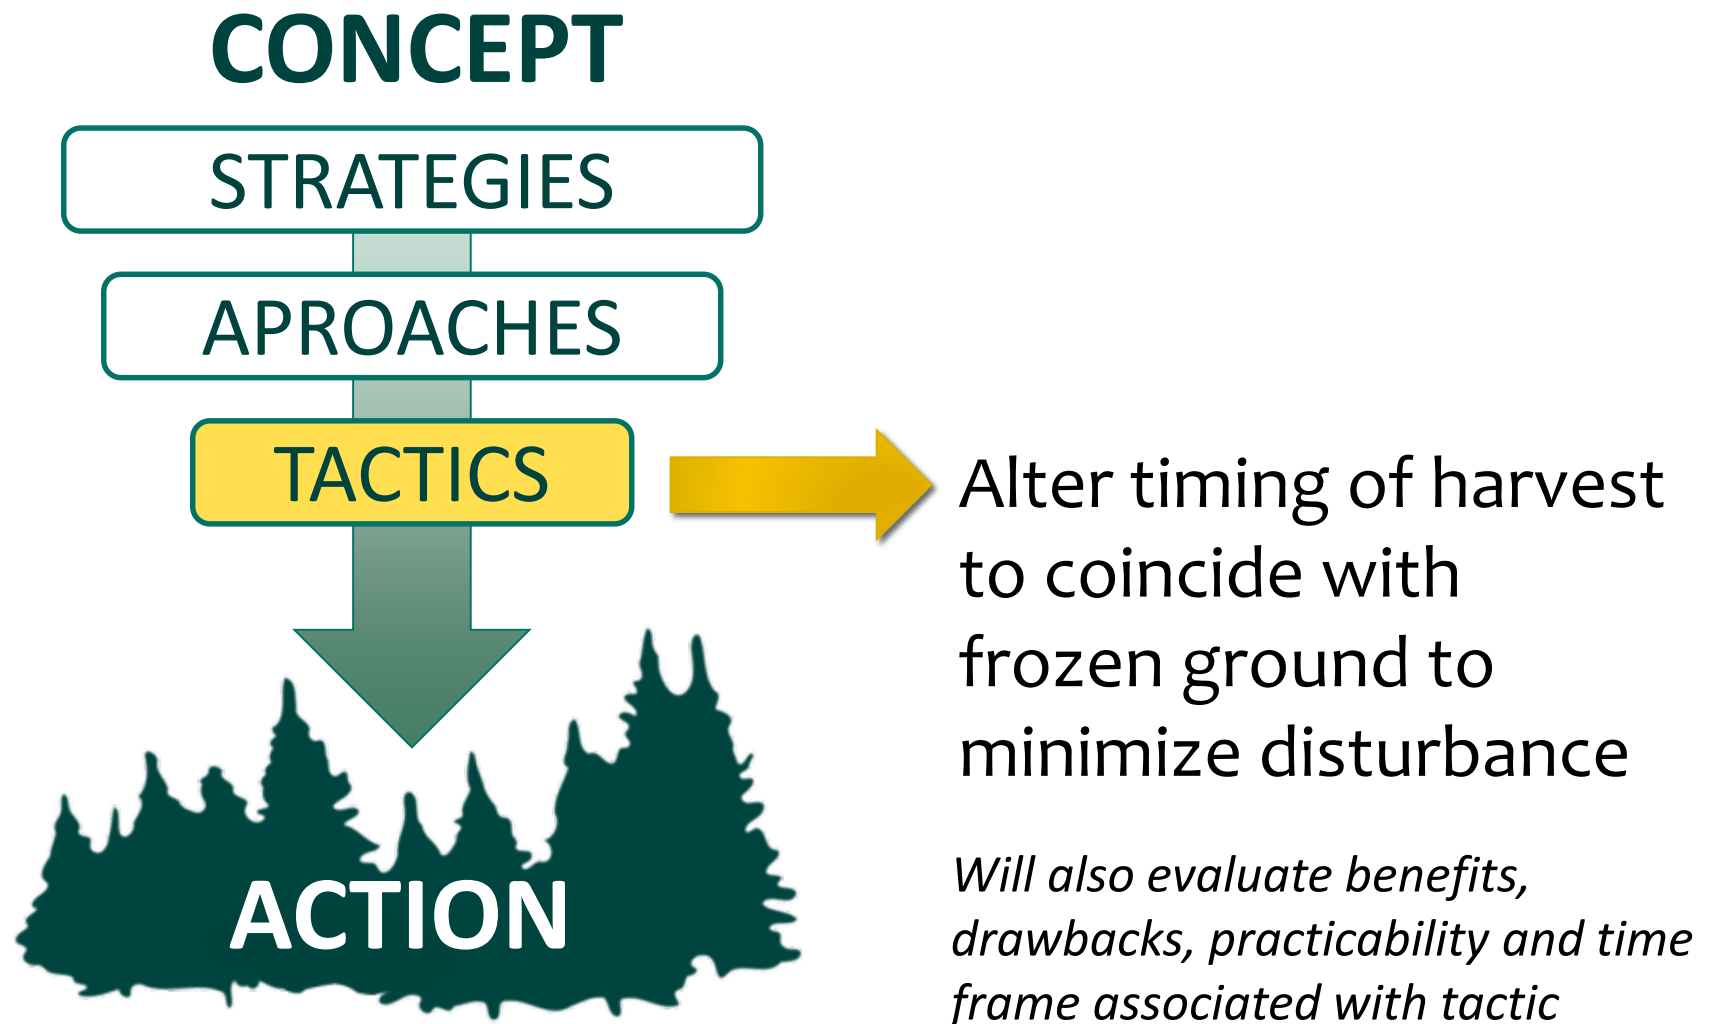 CONCEPT
STRATEGIES
APROACHES
TACTICS
ACTION
Alter timing of harvest
to coincide with
frozen ground to
minimize disturbance
Will also evaluate benefits,
drawbacks, practicability and time
frame associated with tactic